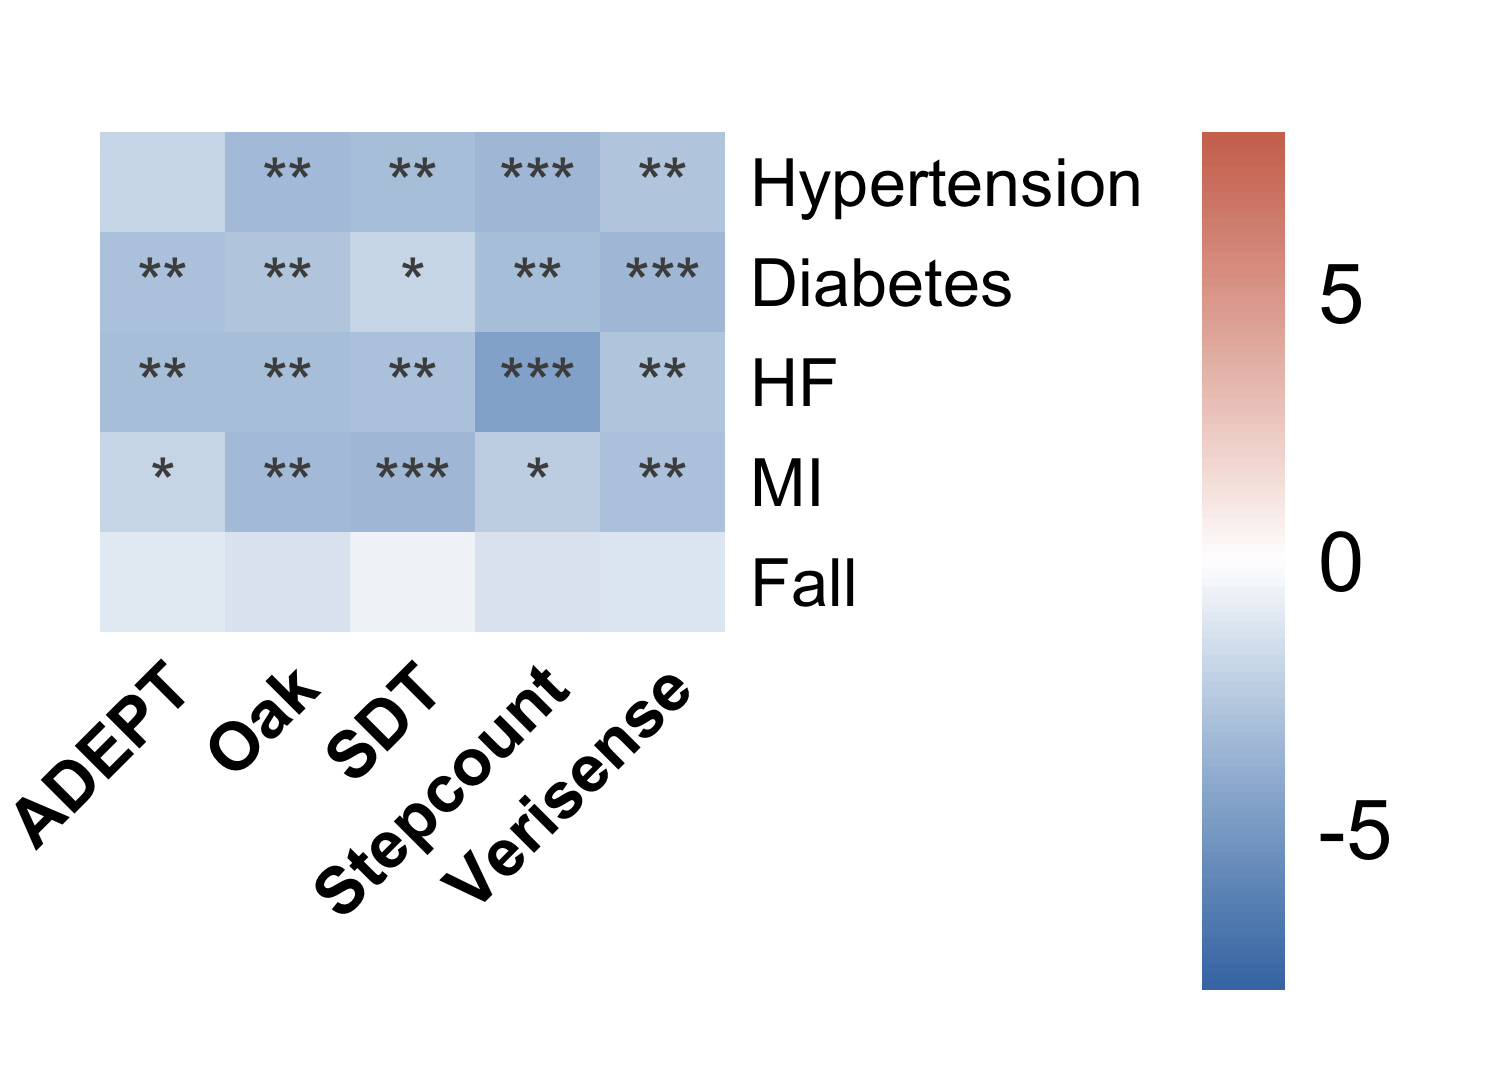 ** ** *** ** Hypertension
** ** * ** *** Diabetes
** ** ** *** ** HF
* ** *** * ** MI
Fall
ADEPT Oak SDT Stepcount Verisense
5
0
-5